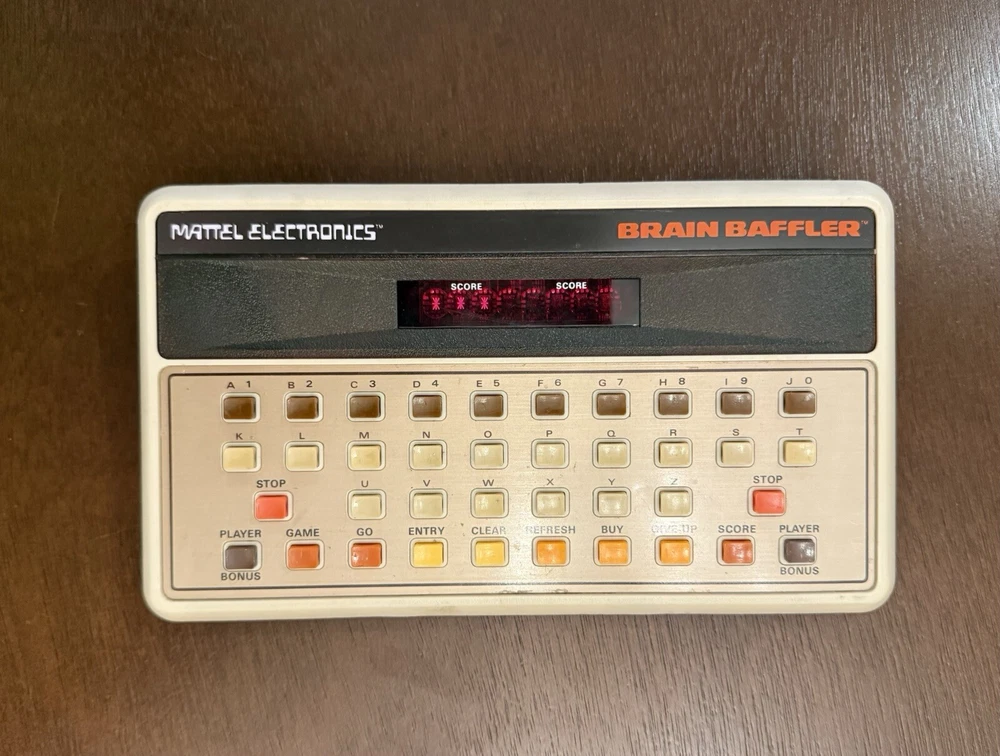 MATTEL ELECTRONICS™ BRAIN BAFFLER™
SCORE SCORE
***
A 1 B 2 C 3 D 4 E 5 F 6 G 7 H 8 I 9 J 0
K L M N O P Q R S T
STOP U V W X Y Z STOP
PLAYER GAME GO ENTRY CLEAR REFRESH BUY GIVE UP SCORE PLAYER
BONUS BONUS